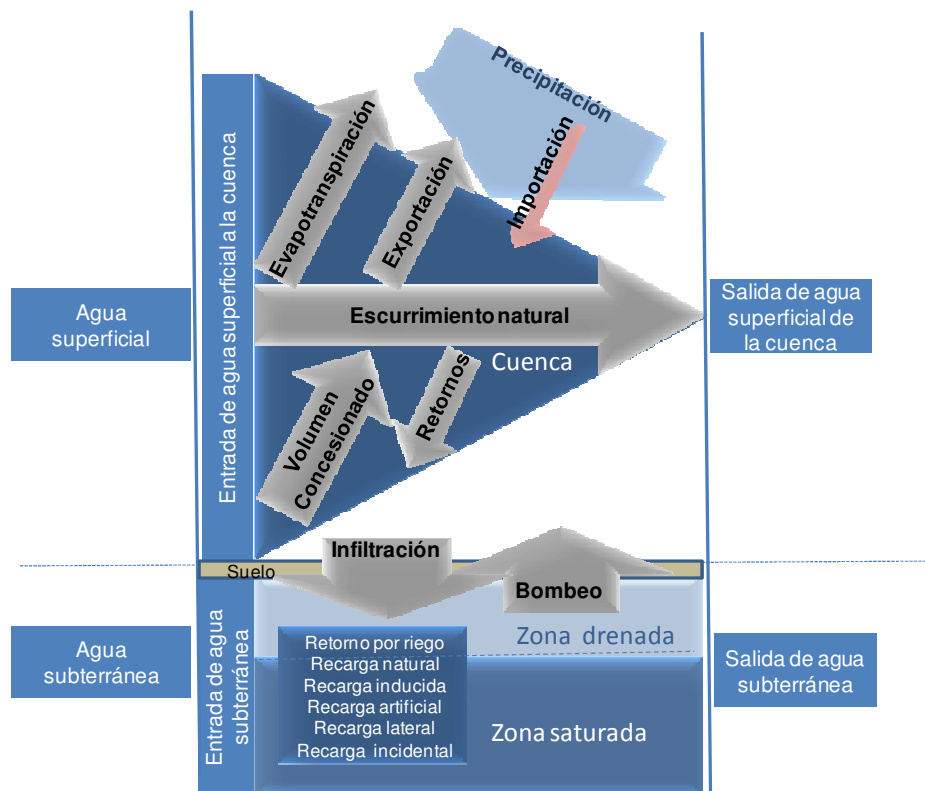 Precipitación
Importación
Evapotranspiración
Exportación
Entrada de agua superficial a la cuenca
Agua
superficial
Escurrimiento natural
Salida de agua
superficial de
la cuenca
Cuenca
Volumen
Concesionado
Retornos
Infiltración
Suelo
Bombeo
Entrada de agua
subterránea
Agua
subterránea
Retorno por riego
Recarga natural
Recarga inducida
Recarga artificial
Recarga lateral
Recarga incidental
Zona drenada
Zona saturada
Salida de agua
subterránea